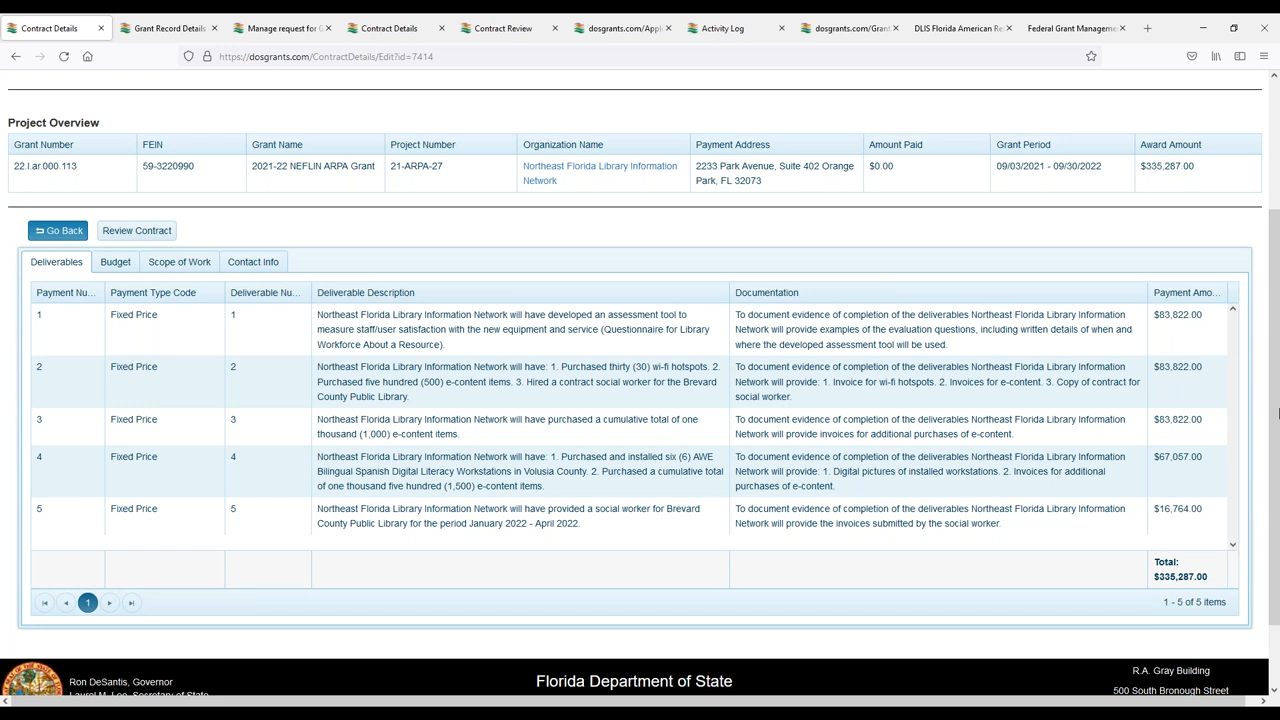 Contract Details
Grant Record Details
Manage request for G
Contract Details
Contract Review
dosgrants.com/Appli
Activity Log
dosgrants.com/Gran
DLIS Florida American Re
Federal Grant Manageme
https://dosgrants.com/ContractDetails/Edit?id=7414
Project Overview
Grant Number FEIN Grant Name Project Number Organization Name Payment Address Amount Paid Grant Period Award Amount
22.l.ar.000.113 59-3220990 2021-22 NEFLIN ARPA Grant 21-ARPA-27 Northeast Florida Library Information 2233 Park Avenue, Suite 402 Orange $0.00 09/03/2021 - 09/30/2022 $335,287.00
Network Park, FL 32073
Go Back Review Contract
Deliverables Budget Scope of Work Contact Info
Payment Nu... Payment Type Code Deliverable Nu... Deliverable Description Documentation Payment Amo...
1 Fixed Price 1 Northeast Florida Library Information Network will have developed an assessment tool to To document evidence of completion of the deliverables Northeast Florida Library Information $83,822.00
measure staff/user satisfaction with the new equipment and service (Questionnaire for Library Network will provide examples of the evaluation questions, including written details of when and
Workforce About a Resource). where the developed assessment tool will be used.
2 Fixed Price 2 Northeast Florida Library Information Network will have: 1. Purchased thirty (30) wi-fi hotspots. 2. To document evidence of completion of the deliverables Northeast Florida Library Information $83,822.00
Purchased five hundred (500) e-content items. 3. Hired a contract social worker for the Brevard Network will provide: 1. Invoice for wi-fi hotspots. 2. Invoices for e-content. 3. Copy of contract for
County Public Library. social worker.
3 Fixed Price 3 Northeast Florida Library Information Network will have purchased a cumulative total of one To document evidence of completion of the deliverables Northeast Florida Library Information $83,822.00
thousand (1,000) e-content items. Network will provide invoices for additional purchases of e-content.
4 Fixed Price 4 Northeast Florida Library Information Network will have: 1. Purchased and installed six (6) AWE To document evidence of completion of the deliverables Northeast Florida Library Information $67,057.00
Bilingual Spanish Digital Literacy Workstations in Volusia County. 2. Purchased a cumulative total Network will provide: 1. Digital pictures of installed workstations. 2. Invoices for additional
of one thousand five hundred (1,500) e-content items. purchases of e-content.
5 Fixed Price 5 Northeast Florida Library Information Network will have provided a social worker for Brevard To document evidence of completion of the deliverables Northeast Florida Library Information $16,764.00
County Public Library for the period January 2022 - April 2022. Network will provide the invoices submitted by the social worker.
Total:
$335,287.00
1 1 - 5 of 5 items
Ron DeSantis, Governor
Laurel M. Lee, Secretary of State
Florida Department of State
R.A. Gray Building
500 South Bronough Street